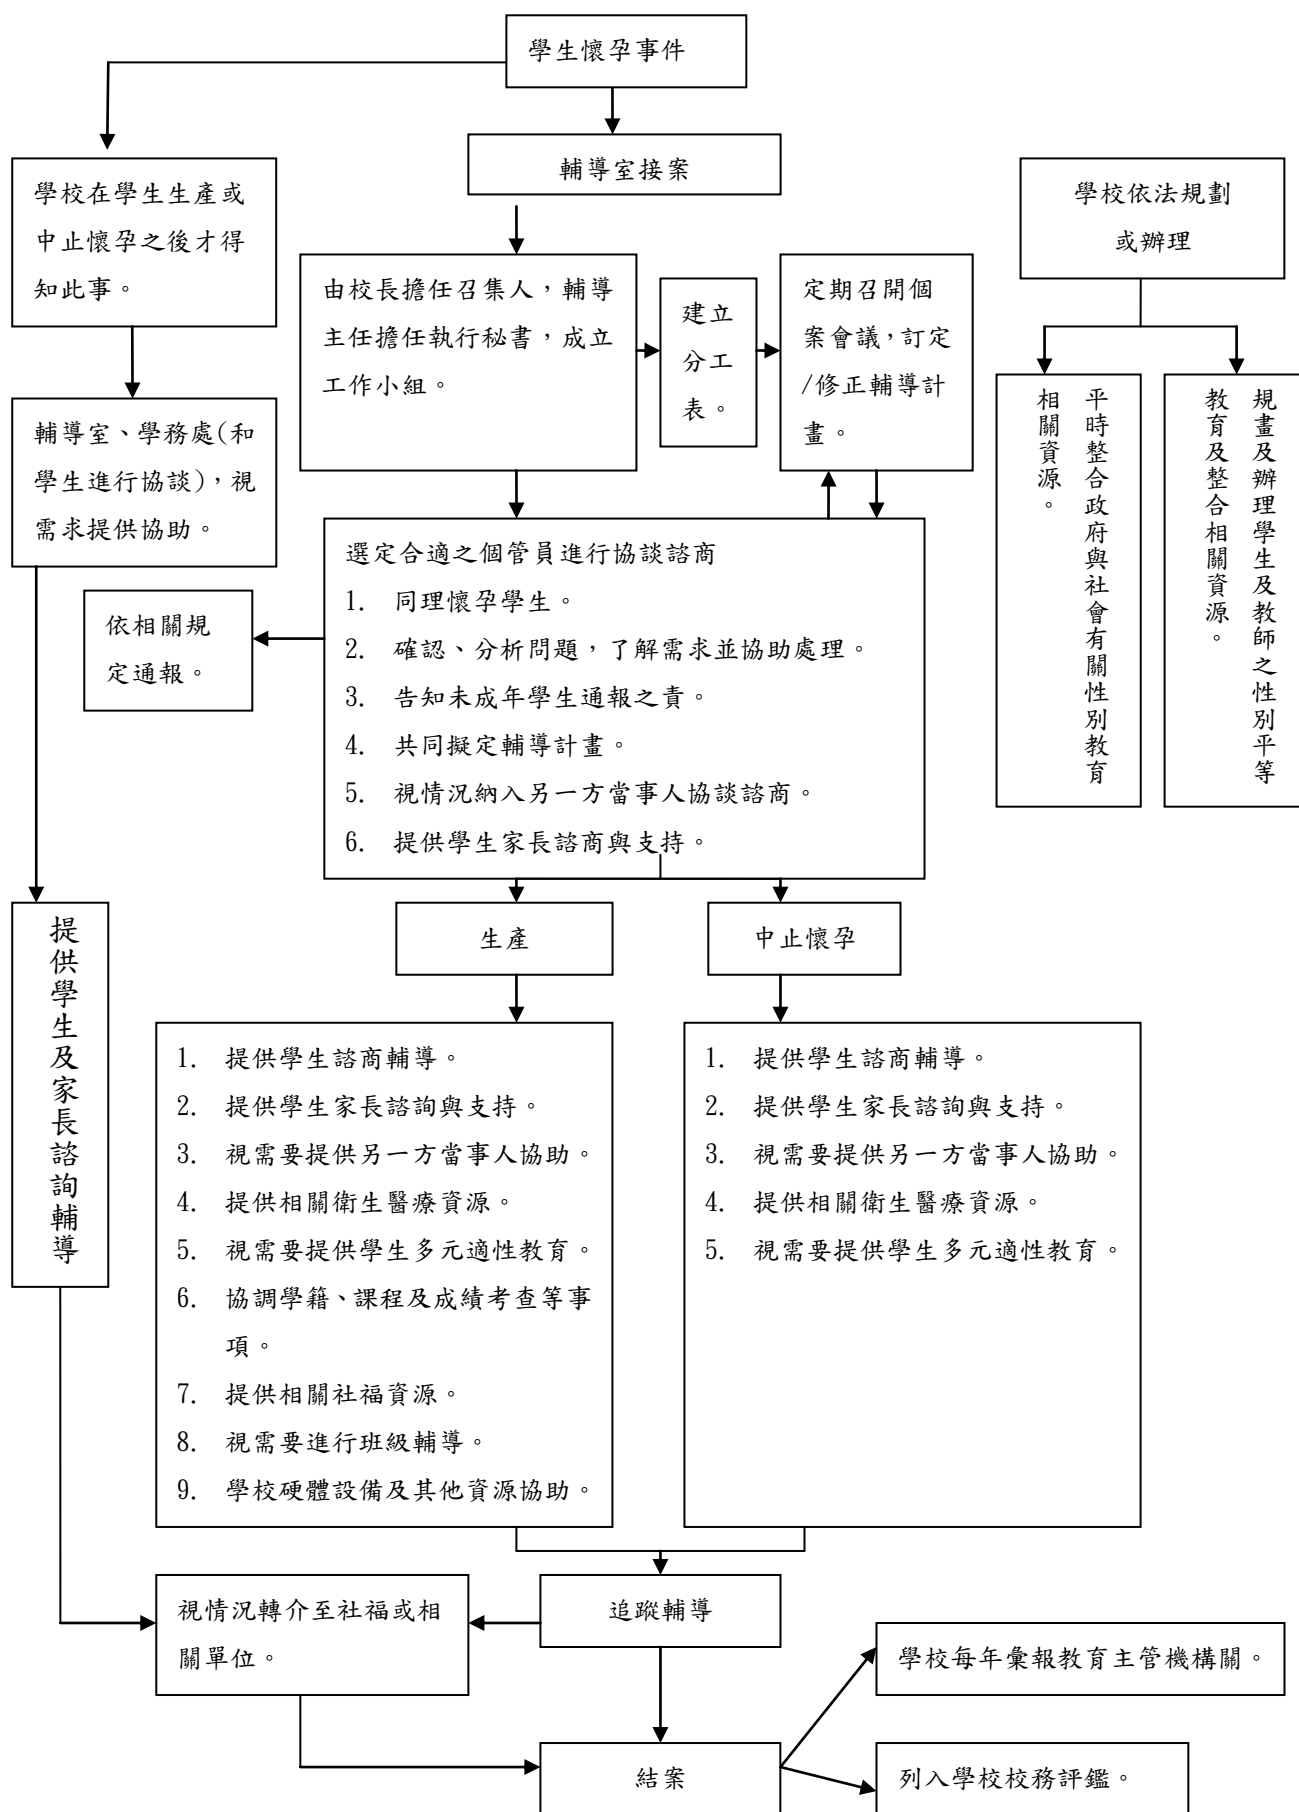 學生懷孕事件
輔導室接案
學校在學生生產或
中止懷孕之後才得
知此事。
學校依法規劃
或辦理
由校長擔任召集人，輔導
主任擔任執行秘書，成立
工作小組。
建立
分工
表。
定期召開個
案會議，訂定
/修正輔導計
畫。
平時整合政府與社會有關性別教育
相關資源。
規畫及辦理學生及教師之性別平等
教育及整合相關資源。
輔導室、學務處(和
學生進行協談)，視
需求提供協助。
選定合適之個管員進行協談諮商
1. 同理懷孕學生。
2. 確認、分析問題，了解需求並協助處理。
3. 告知未成年學生通報之責。
4. 共同擬定輔導計畫。
5. 視情況納入另一方當事人協談諮商。
6. 提供學生家長諮商與支持。
依相關規
定通報。
生產
中止懷孕
提供學生及家長諮詢輔導
1. 提供學生諮商輔導。
2. 提供學生家長諮詢與支持。
3. 視需要提供另一方當事人協助。
4. 提供相關衛生醫療資源。
5. 視需要提供學生多元適性教育。
6. 協調學籍、課程及成績考查等事
項。
7. 提供相關社福資源。
8. 視需要進行班級輔導。
9. 學校硬體設備及其他資源協助。
1. 提供學生諮商輔導。
2. 提供學生家長諮詢與支持。
3. 視需要提供另一方當事人協助。
4. 提供相關衛生醫療資源。
5. 視需要提供學生多元適性教育。
追蹤輔導
視情況轉介至社福或相
關單位。
學校每年彙報教育主管機構關。
結案
列入學校校務評鑑。